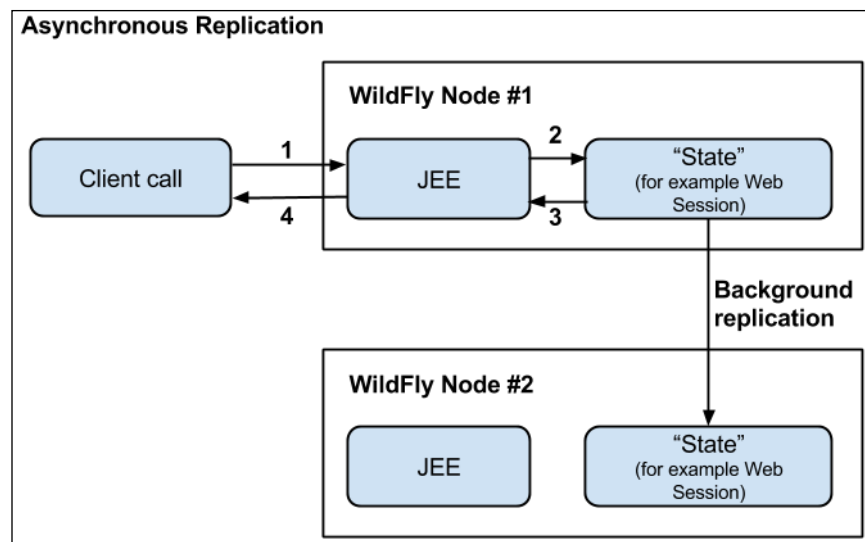 Asynchronous Replication
WildFly Node #1
Client call
1
4
JEE
2
3
“State”
(for example Web
Session)
Background
replication
WildFly Node #2
JEE
“State”
(for example Web
Session)